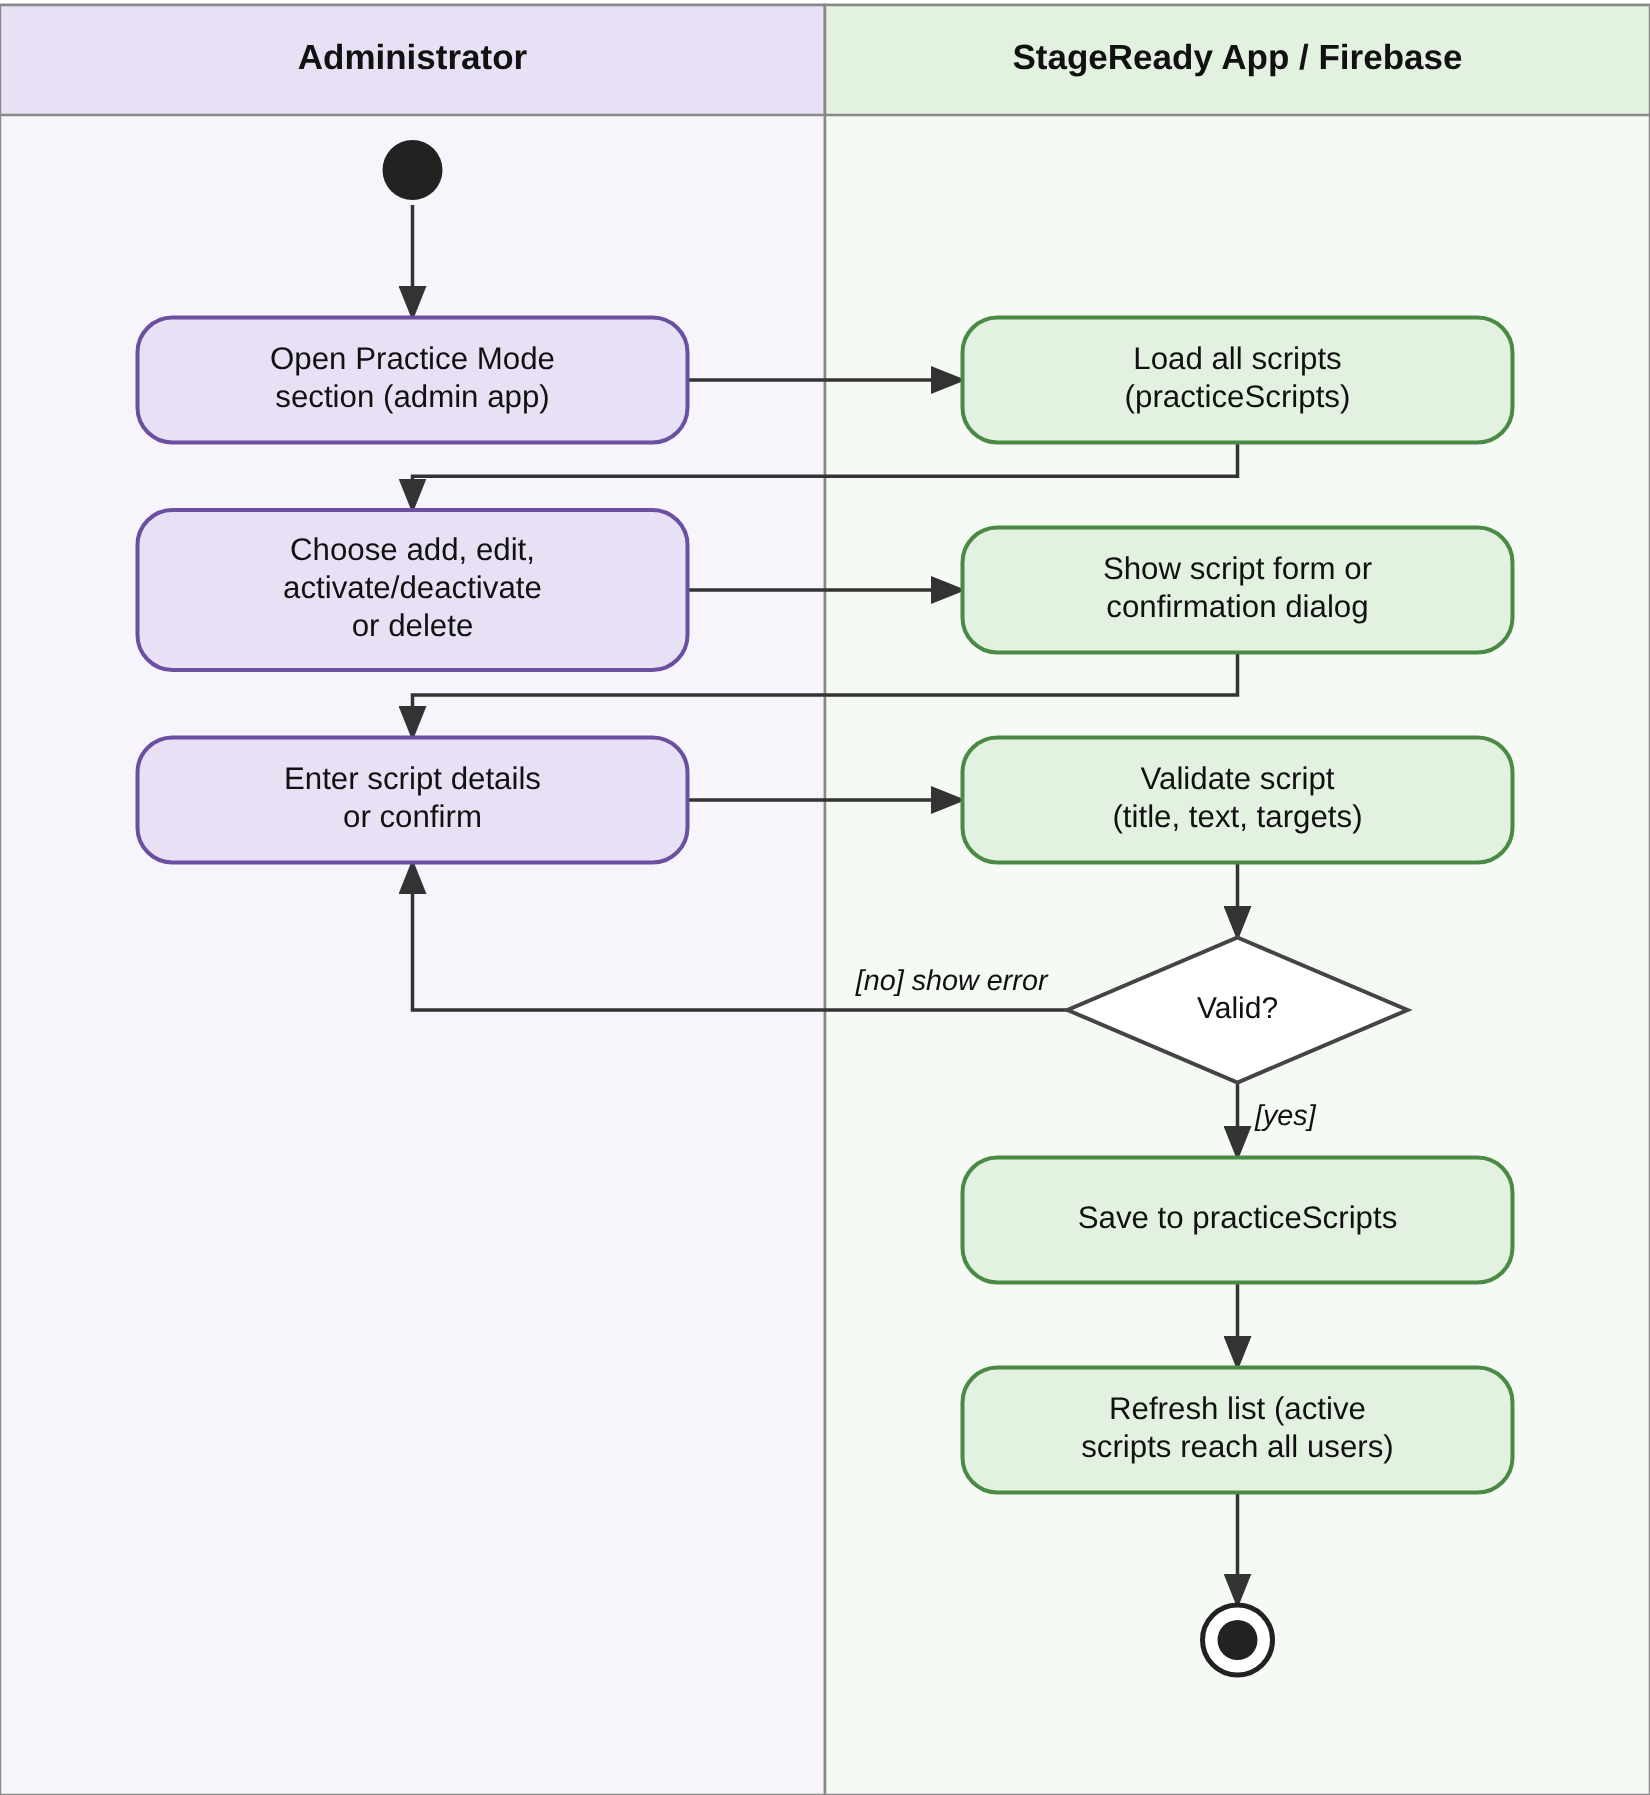 Administrator
StageReady App / Firebase
Open Practice Mode
section (admin app)
Load all scripts
(practiceScripts)
Choose add, edit,
activate/deactivate
or delete
Show script form or
confirmation dialog
Enter script details
or confirm
Validate script
(title, text, targets)
[no] show error
Valid?
[yes]
Save to practiceScripts
Refresh list (active
scripts reach all users)